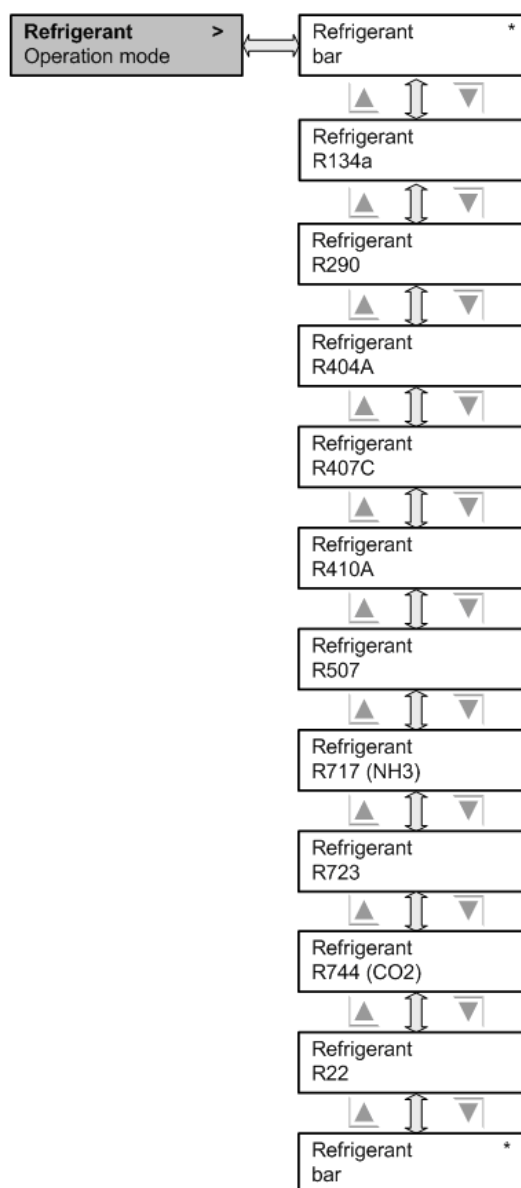 Refrigerant >
Operation mode
Refrigerant *
bar
Refrigerant
R134a
Refrigerant
R290
Refrigerant
R404A
Refrigerant
R407C
Refrigerant
R410A
Refrigerant
R507
Refrigerant
R717 (NH3)
Refrigerant
R723
Refrigerant
R744 (CO2)
Refrigerant
R22
Refrigerant *
bar